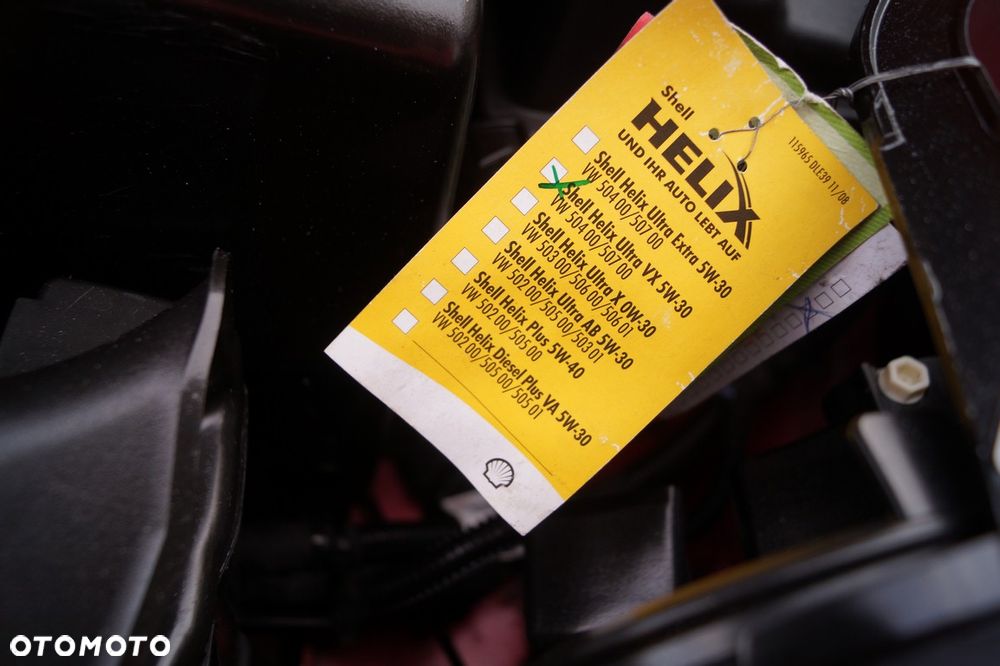 Shell
HELIX
UND IHR AUTO LEBT AUF
115965 DLE39 11/08
Shell Helix Ultra Extra 5W-30
VW 504 00/507 00
Shell Helix Ultra VX 5W-30
VW 504 00/507 00
Shell Helix Ultra X 0W-30
VW 503 00/506 00/506 01
Shell Helix Ultra AB 5W-30
VW 502 00/505 00/503 01
Shell Helix Plus 5W-40
VW 502 00/505 00
Shell Helix Diesel Plus VA 5W-30
VW 502 00/505 00/505 01
OTOMOTO